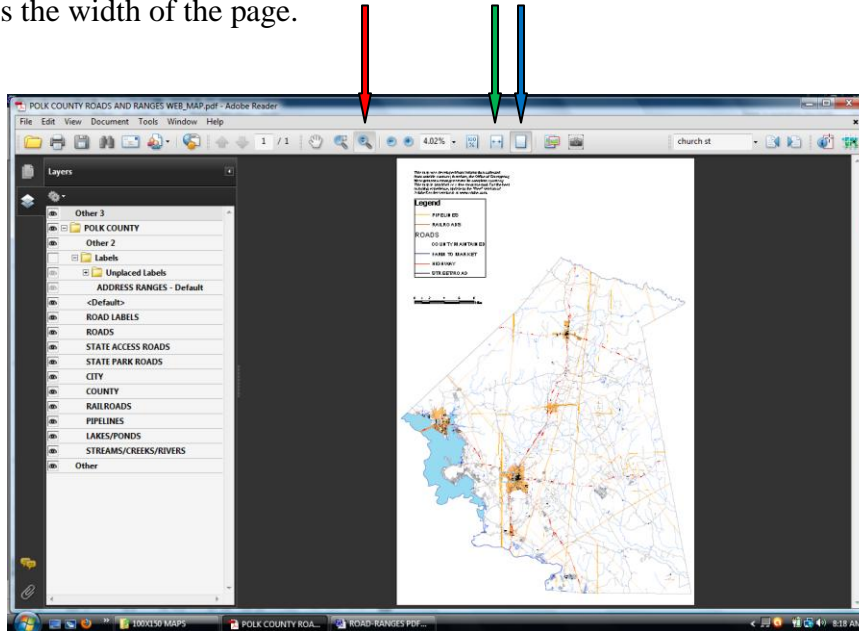 s the width of the page.
POLK COUNTY ROADS AND RANGES WEB_MAP.pdf - Adobe Reader
File Edit View Document Tools Window Help
1 / 1 4.02% church st
Layers
Other 3
POLK COUNTY
Other 2
Labels
Unplaced Labels
ADDRESS RANGES - Default
<Default>
ROAD LABELS
ROADS
STATE ACCESS ROADS
STATE PARK ROADS
CITY
COUNTY
RAILROADS
PIPELINES
LAKES/PONDS
STREAMS/CREEKS/RIVERS
Other
Legend
PIPELINES
RAILROADS
ROADS
COUNTY MAINTAINED
FARM TO MARKET
HIGHWAY
STREETROAD
100X150 MAPS
POLK COUNTY ROA...
ROAD-RANGES PDF...
8:18 AM